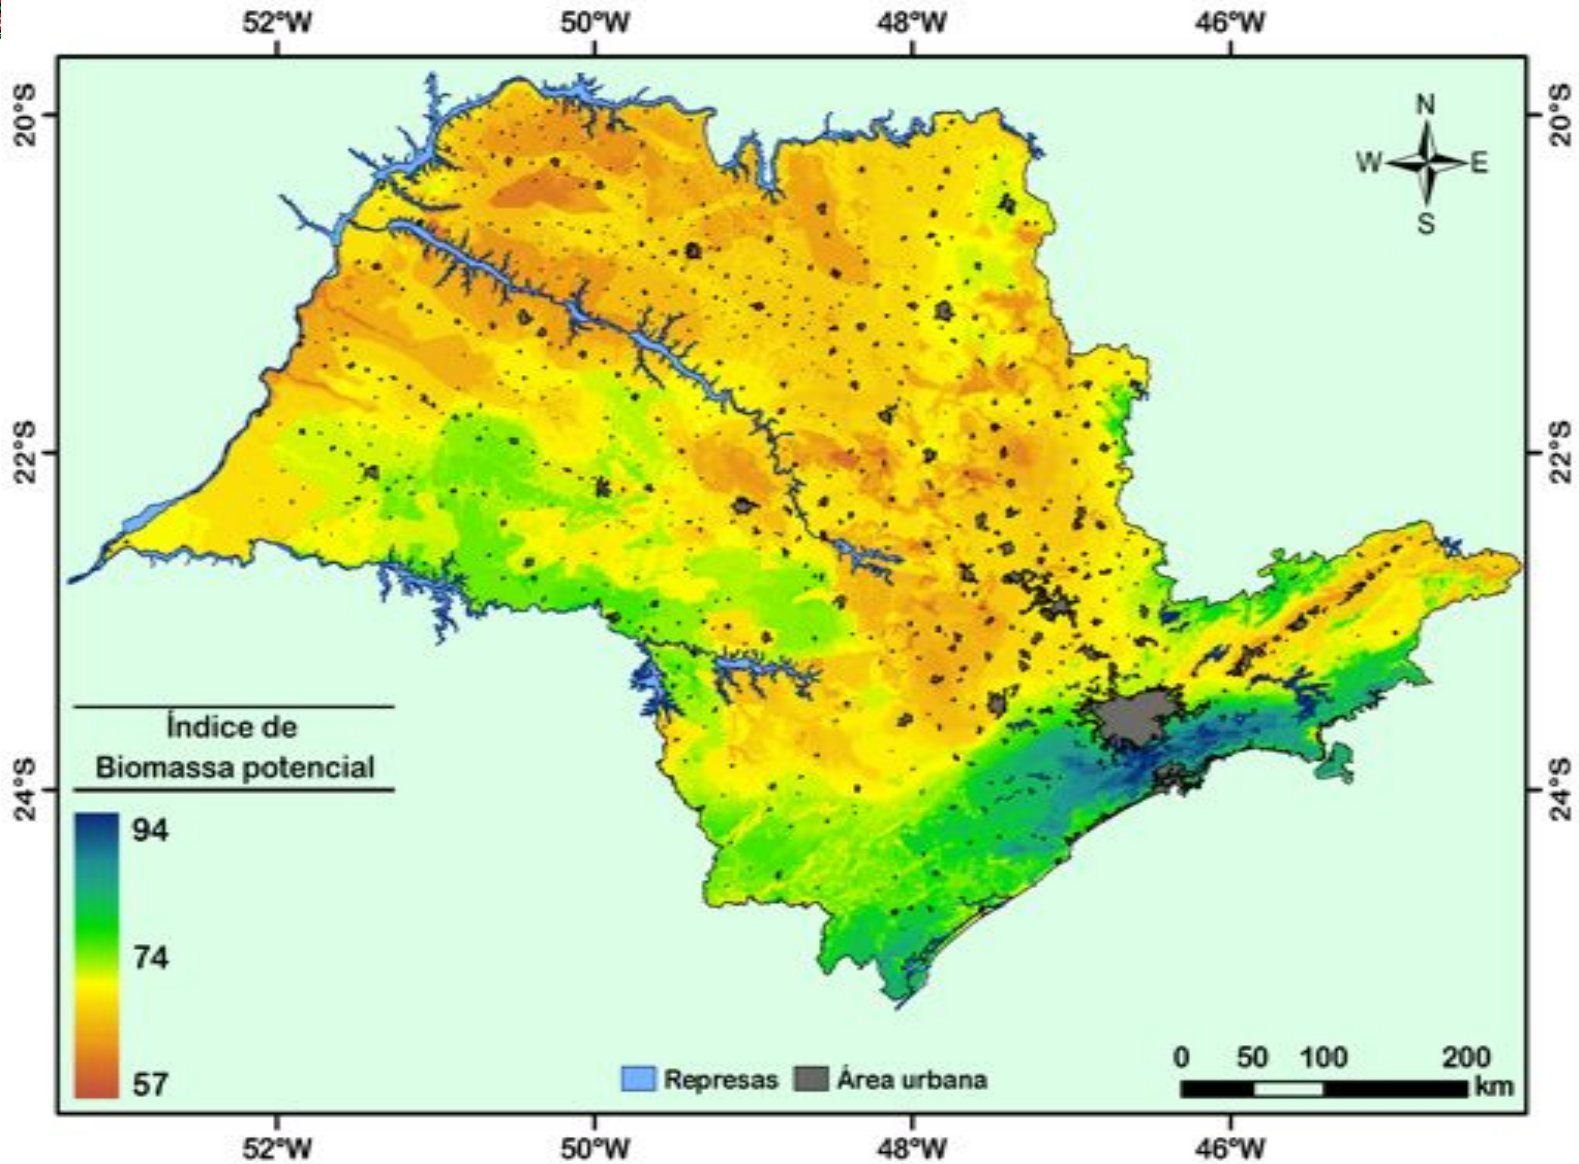 52°W 50°W 48°W 46°W
20°S
20°S
N
W E
S
22°S
22°S
Índice de
Biomassa potencial
24°S
24°S
94
74
57
Represas Área urbana
0 50 100 200
km
52°W 50°W 48°W 46°W